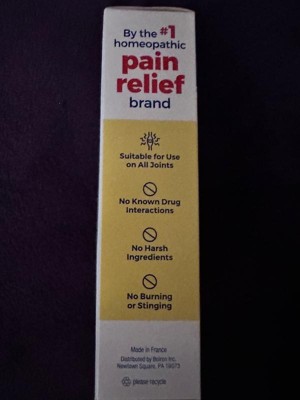 By the #1
homeopathic
pain
relief
brand
Suitable for Use
on All Joints
No Known Drug
Interactions
No Harsh
Ingredients
No Burning
or Stinging
Made in France
Distributed by Boiron Inc.
Newtown Square, PA 19073
please recycle